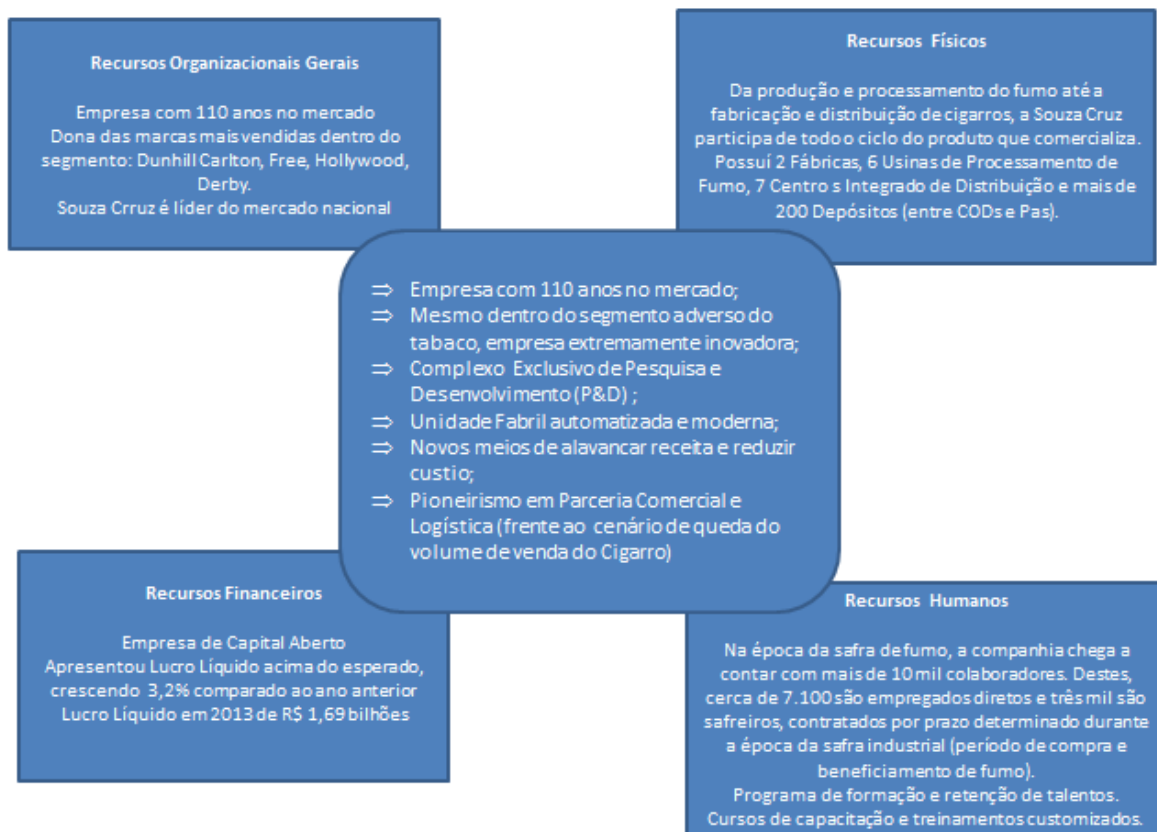 Recursos Organizacionais Gerais
Empresa com 110 anos no mercado
Dona das marcas mais vendidas dentro do
segmento: Dunhill Carlton, Free, Hollywood,
Derby.
Souza Crruz é líder do mercado nacional
Recursos Físicos
Da produção e processamento do fumo até a
fabricação e distribuição de cigarros, a Souza Cruz
participa de todo o ciclo do produto que comercializa.
Possuí 2 Fábricas, 6 Usinas de Processamento de
Fumo, 7 Centro s Integrado de Distribuição e mais de
200 Depósitos (entre CODs e Pas).
⇒ Empresa com 110 anos no mercado;
⇒ Mesmo dentro do segmento adverso do
tabaco, empresa extremamente inovadora;
⇒ Complexo Exclusivo de Pesquisa e
Desenvolvimento (P&D) ;
⇒ Unidade Fabril automatizada e moderna;
⇒ Novos meios de alavancar receita e reduzir
custio;
⇒ Pioneirismo em Parceria Comercial e
Logística (frente ao cenário de queda do
volume de venda do Cigarro)
Recursos Financeiros
Empresa de Capital Aberto
Apresentou Lucro Líquido acima do esperado,
crescendo 3,2% comparado ao ano anterior
Lucro Líquido em 2013 de R$ 1,69 bilhões
Recursos Humanos
Na época da safra de fumo, a companhia chega a
contar com mais de 10 mil colaboradores. Destes,
cerca de 7.100 são empregados diretos e três mil são
safreiros, contratados por prazo determinado durante
a época da safra industrial (período de compra e
beneficiamento de fumo).
Programa de formação e retenção de talentos.
Cursos de capacitação e treinamentos customizados.